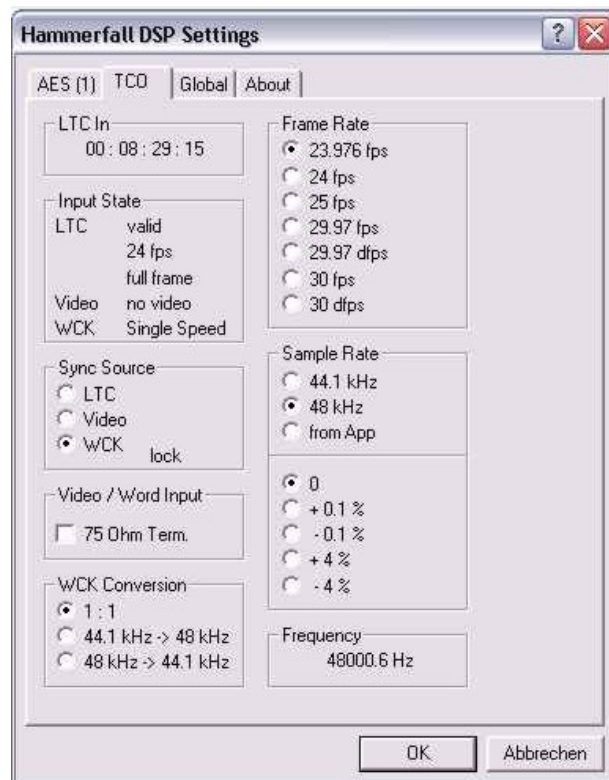 Hammerfall DSP Settings
AES (1) TCO Global About
LTC In
00 : 08 : 29 : 15
Input State
LTC valid
24 fps
full frame
Video no video
WCK Single Speed
Sync Source
LTC
Video
WCK
lock
Video / Word Input
75 Ohm Term.
WCK Conversion
1 : 1
44.1 kHz -> 48 kHz
48 kHz -> 44.1 kHz
Frame Rate
23.976 fps
24 fps
25 fps
29.97 fps
29.97 dfps
30 fps
30 dfps
Sample Rate
44.1 kHz
48 kHz
from App
0
+ 0.1 %
- 0.1 %
+ 4 %
- 4 %
Frequency
48000.6 Hz
OK Abbrechen